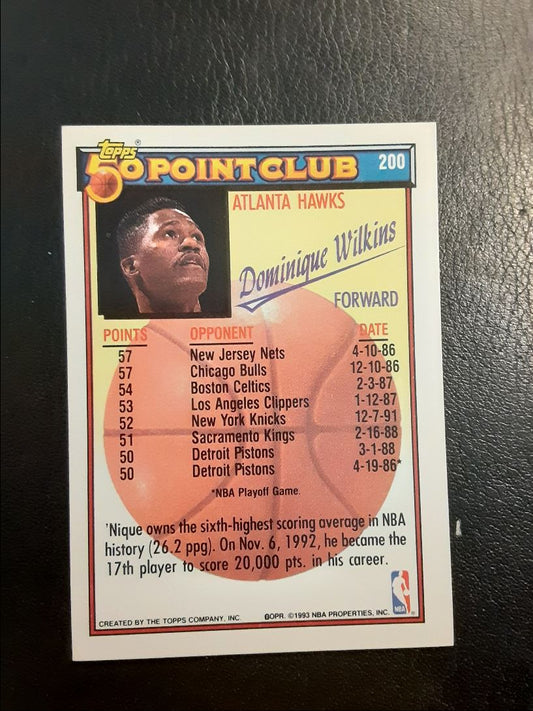 Topps®
50 POINT CLUB 200
ATLANTA HAWKS
Dominique Wilkins
FORWARD
POINTS OPPONENT DATE
57 New Jersey Nets 4-10-86
57 Chicago Bulls 12-10-86
54 Boston Celtics 2-3-87
53 Los Angeles Clippers 1-12-87
52 New York Knicks 12-7-91
51 Sacramento Kings 2-16-88
50 Detroit Pistons 3-1-88
50 Detroit Pistons 4-19-86*
*NBA Playoff Game.
'Nique owns the sixth-highest scoring average in NBA
history (26.2 ppg). On Nov. 6, 1992, he became the
17th player to score 20,000 pts. in his career.
CREATED BY THE TOPPS COMPANY, INC. ©OPR. ©1993 NBA PROPERTIES, INC.
NBA ®